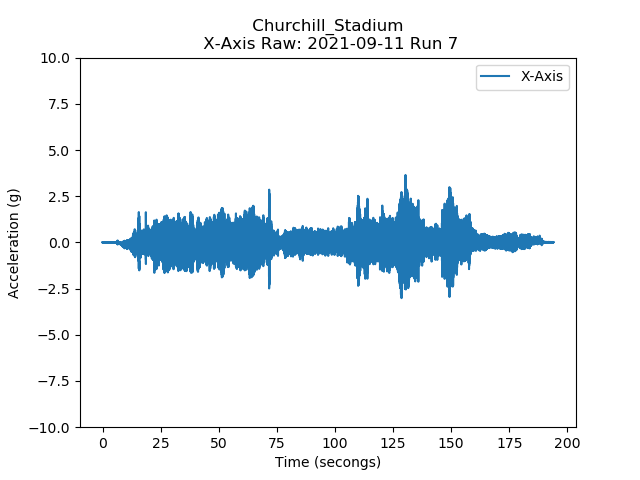 Churchill_Stadium
X-Axis Raw: 2021-09-11 Run 7
10.0
7.5
5.0
2.5
0.0
−2.5
−5.0
−7.5
−10.0
Acceleration (g)
X-Axis
0 25 50 75 100 125 150 175 200
Time (secongs)